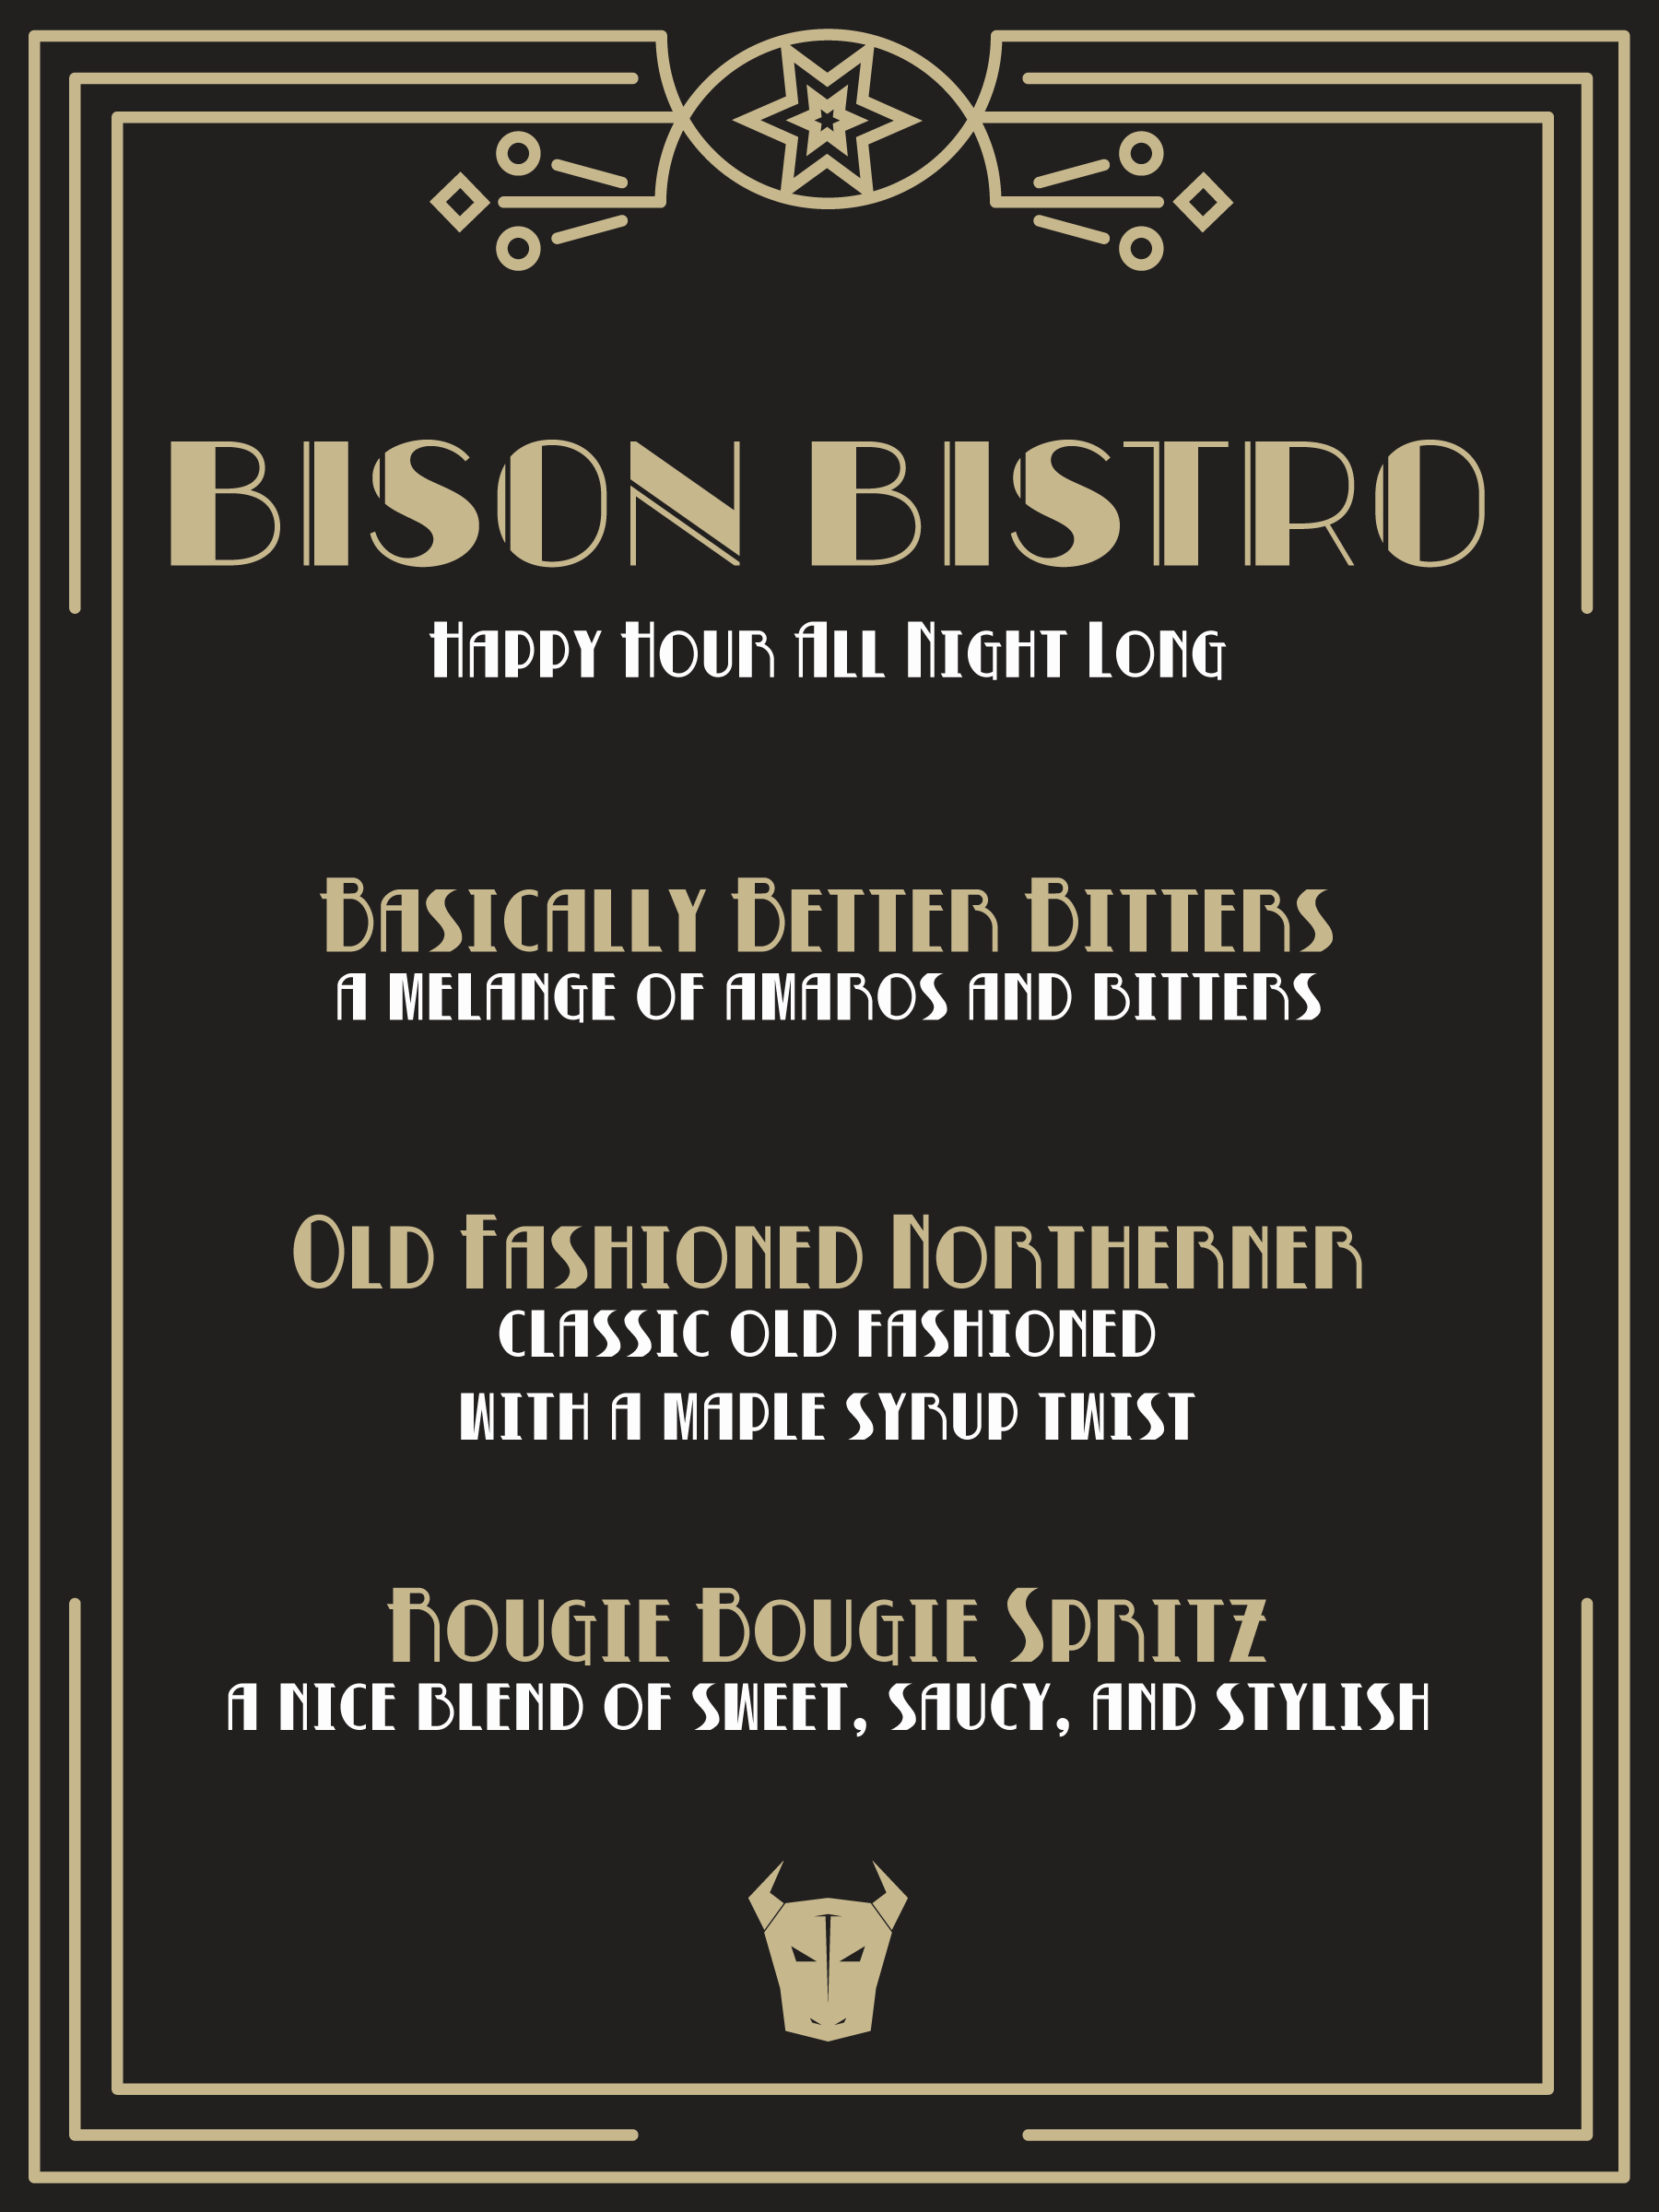 BISON BISTRO
Happy Hour All Night Long
Basically Better Bitters
a melange of amaros and bitters
Old Fashioned Northerner
classic old fashioned
with a maple syrup twist
Rougie Bougie Spritz
a nice blend of sweet, saucy, and stylish